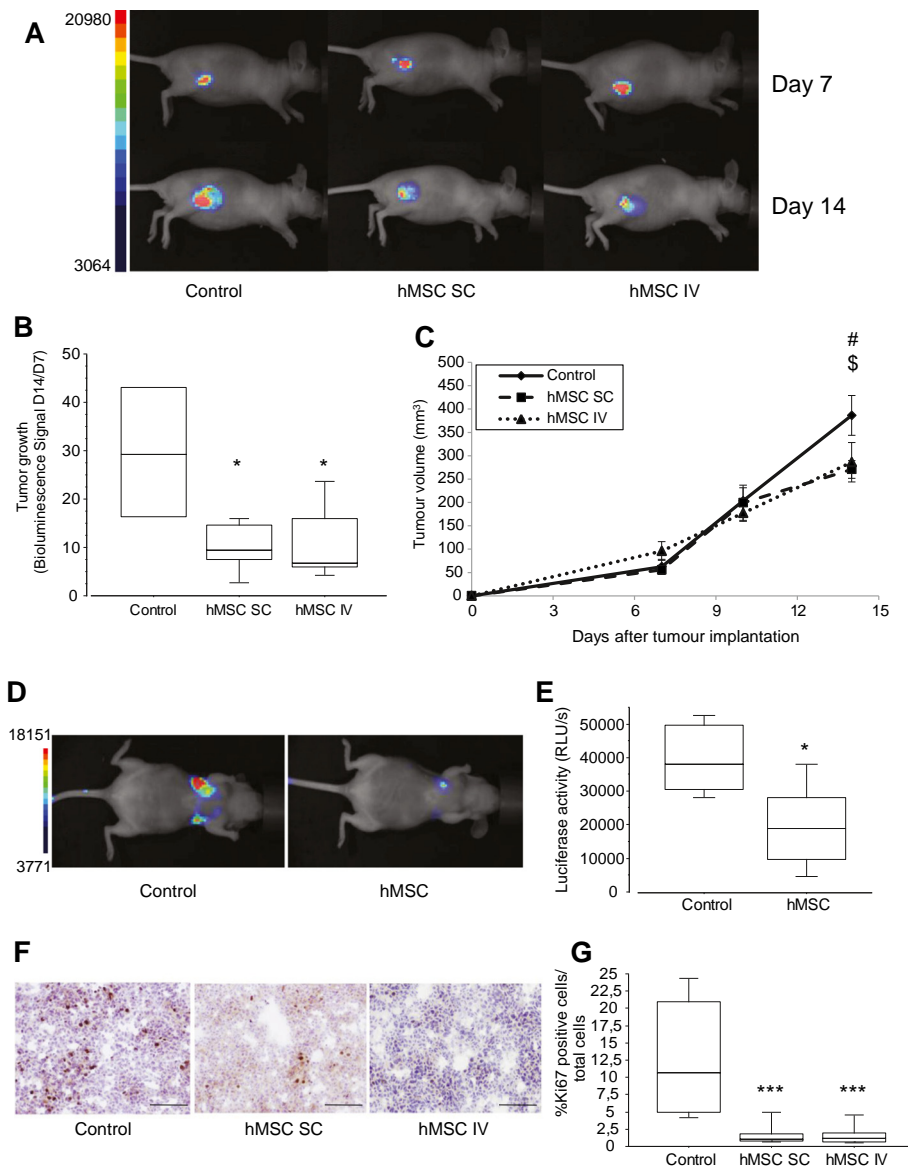 A
20980
3064
Day 7
Day 14
Control
hMSC SC
hMSC IV
B
Tumor growth
(Bioluminescence Signal D14/D7)
50
40
30
20
10
0
*
*
Control
hMSC SC
hMSC IV
C
#
$
Tumour volume (mm³)
500
450
400
350
300
250
200
150
100
50
0
Control
hMSC SC
hMSC IV
0
3
6
9
12
15
Days after tumour implantation
D
18151
3771
Control
hMSC
E
Luciferase activity (RLU/s)
50000
40000
30000
20000
10000
0
*
Control
hMSC
F
Control
hMSC SC
hMSC IV
G
%Ki67 positive cells/
total cells
25
22,5
20
17,5
15
12,5
10
7,5
5
2,5
0
***
***
Control
hMSC SC
hMSC IV